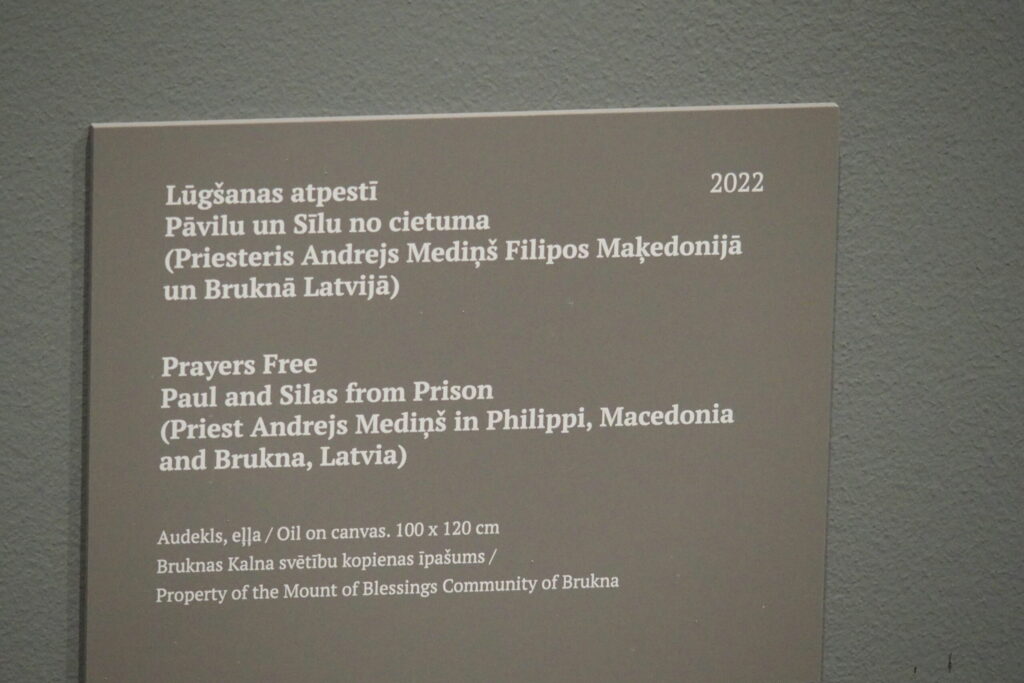 Lūgšanas atpestī
2022
Pāvilu un Sīlu no cietuma
(Priesteris Andrejs Mediņš Filipos Maķedonijā
un Bruknā Latvijā)
Prayers Free
Paul and Silas from Prison
(Priest Andrejs Mediņš in Philippi, Macedonia
and Brukna, Latvia)
Audekls, eļļa / Oil on canvas. 100 x 120 cm
Bruknas Kalna svētību kopienas īpašums /
Property of the Mount of Blessings Community of Brukna